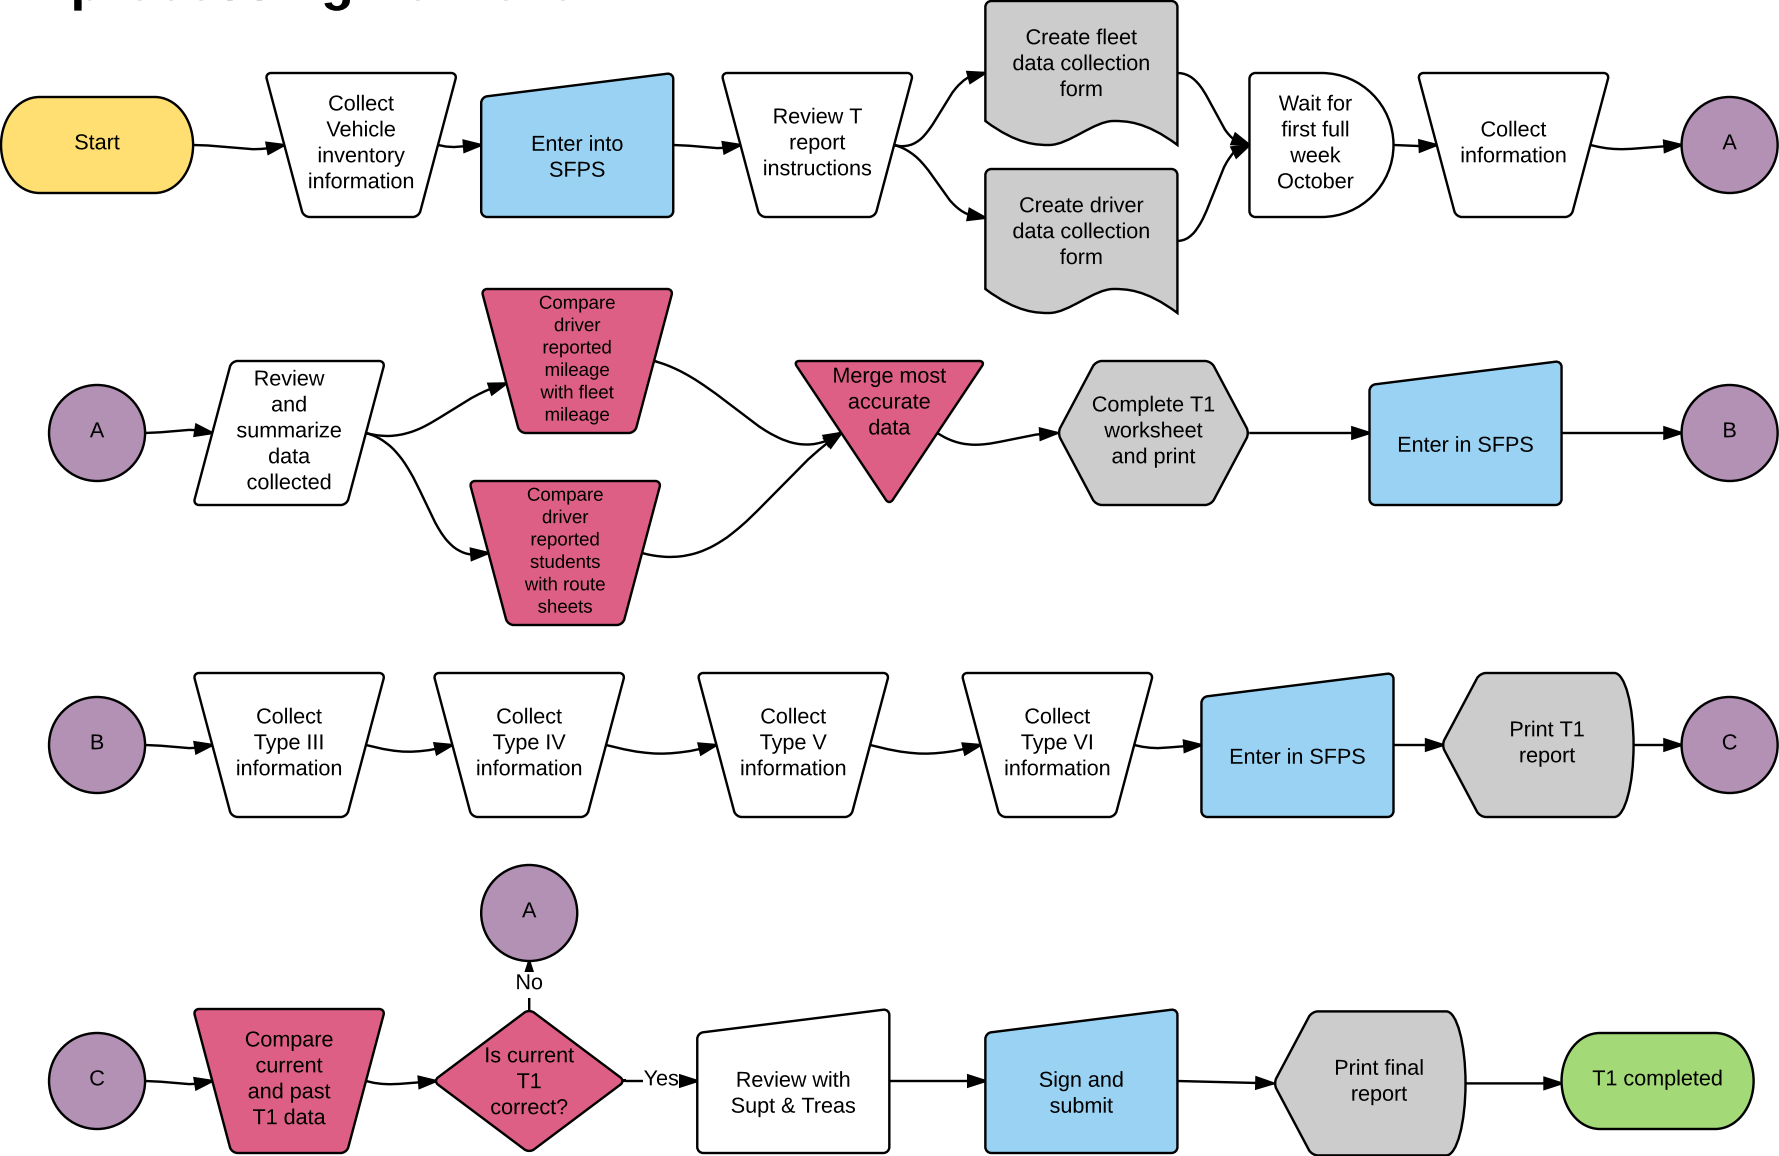 Start
Collect
Vehicle
inventory
information
Enter into
SFPS
Review T
report
instructions
Create fleet
data collection
form
Create driver
data collection
form
Wait for
first full
week
October
Collect
information
A
A
Review
and
summarize
data
collected
Compare
driver
reported
mileage
with fleet
mileage
Compare
driver
reported
students
with route
sheets
Merge most
accurate
data
Complete T1
worksheet
and print
Enter in SFPS
B
B
Collect
Type III
information
Collect
Type IV
information
Collect
Type V
information
Collect
Type VI
information
Enter in SFPS
Print T1
report
C
C
Compare
current
and past
T1 data
Is current
T1
correct?
No
A
Yes
Review with
Supt & Treas
Sign and
submit
Print final
report
T1 completed